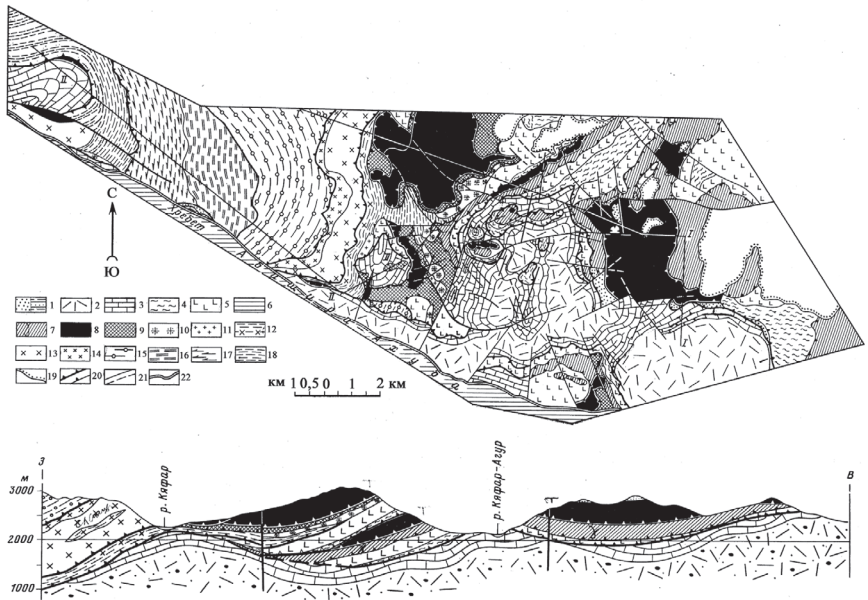 II
С
Ю
I
II
1 2 3 4 5 6
7 8 9 10 11 12
13 14 15 16 17 18
19 20 21 22
км 1 0,5 0 1 2 км
З
В
м
3000
2000
1000
р. Кяфар
р. Кяфар-Агур